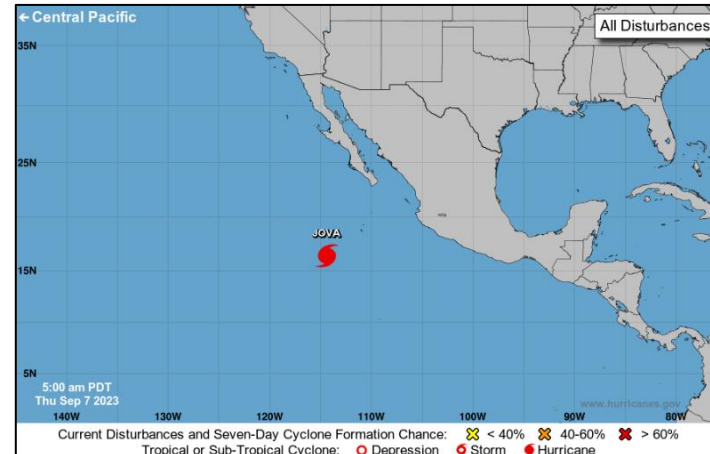 ← Central Pacific
All Disturbances
35N
25N
JOVA
15N
5N
5:00 am PDT
Thu Sep 7 2023
www.hurricanes.gov
140W 130W 120W 110W 100W 90W 80W
Current Disturbances and Seven-Day Cyclone Formation Chance: < 40% 40-60% > 60%
Tropical or Sub-Tropical Cyclone: Depression Storm Hurricane